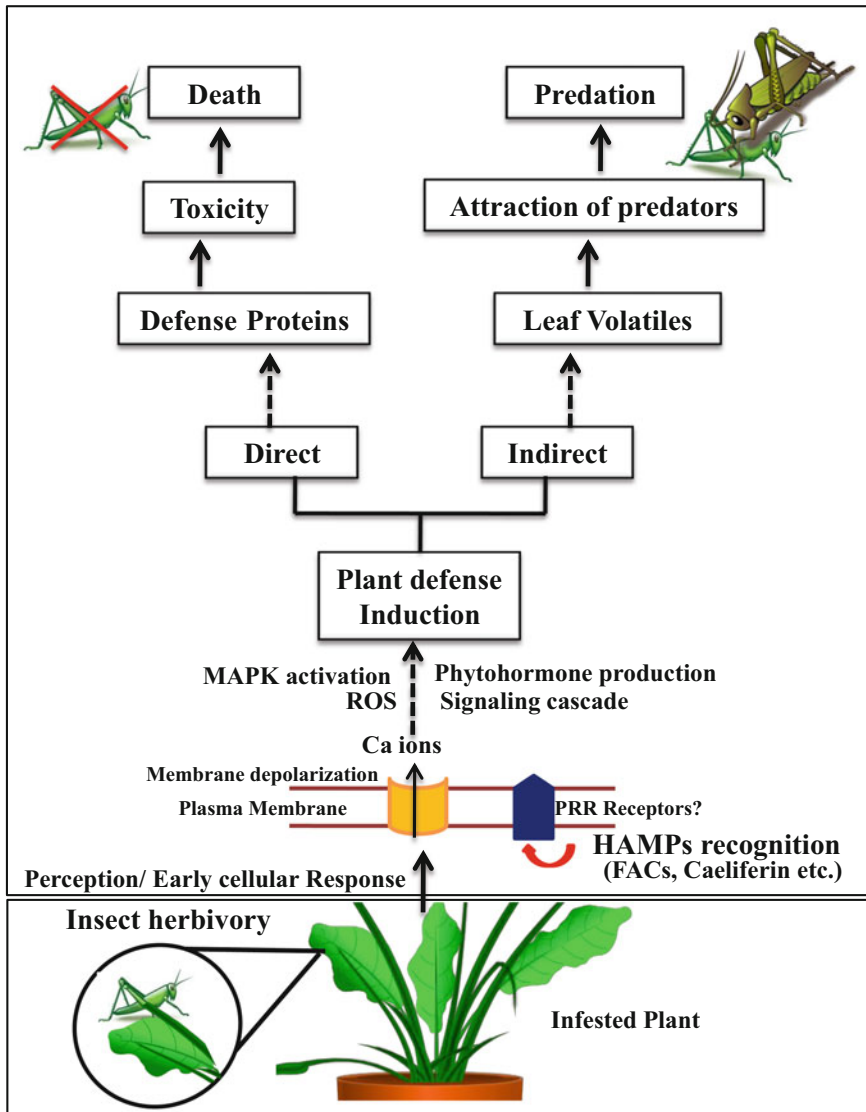 Death
Predation
Toxicity
Attraction of predators
Defense Proteins
Leaf Volatiles
Direct
Indirect
Plant defense
Induction
MAPK activation
Phytohormone production
ROS
Signaling cascade
Ca ions
Membrane depolarization
Plasma Membrane
PRR Receptors?
HAMPs recognition
(FACs, Caeliferin etc.)
Perception/ Early cellular Response
Insect herbivory
Infested Plant